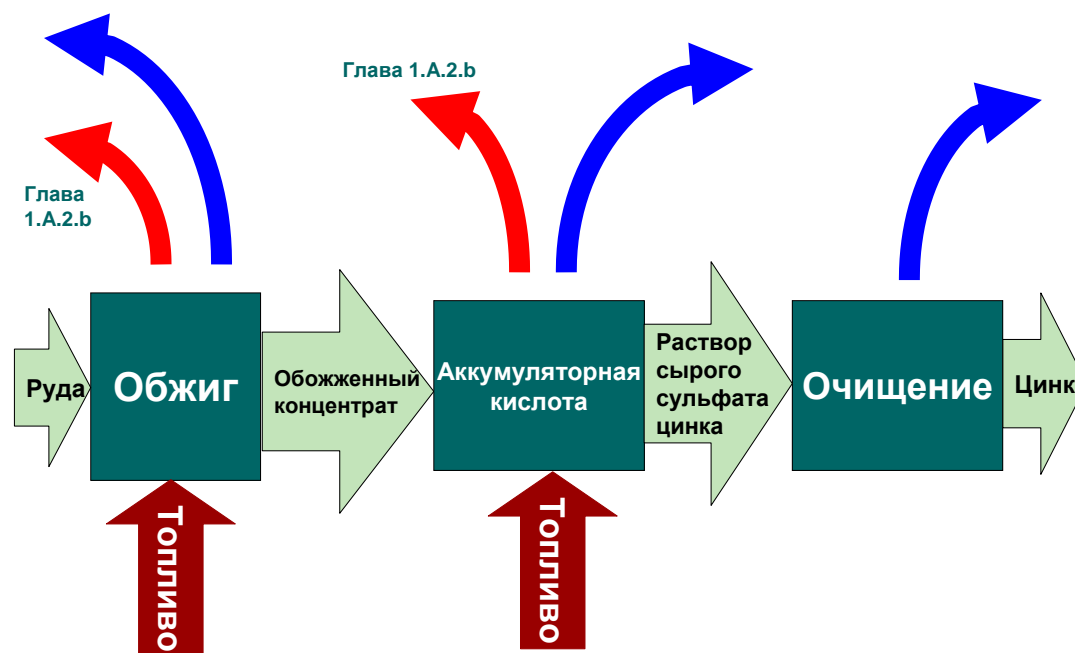 Глава 1.A.2.b
Глава
1.A.2.b
Руда
Обжиг
Обожженный
концентрат
Аккумуляторная
кислота
Раствор
сырого
сульфата
цинка
Очищение
Цинк
Топливо
Топливо